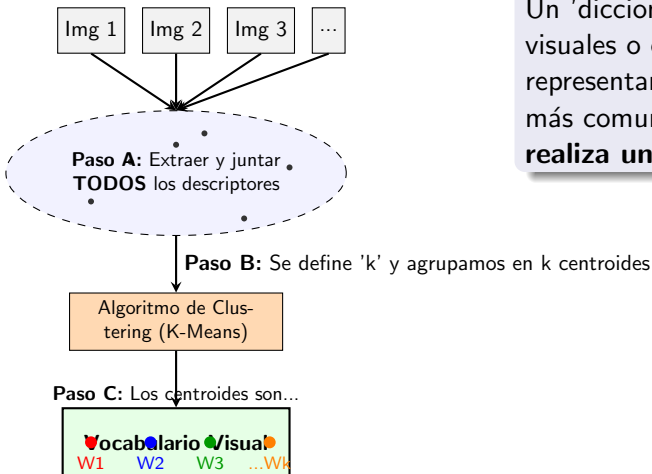 Img 1
Img 2
Img 3
...
Un 'diccion
visuales o
representar
más comu
realiza un
Paso A: Extraer y juntar
TODOS los descriptores
Paso B: Se define 'k' y agrupamos en k centroides
Algoritmo de Clus-
tering (K-Means)
Paso C: Los centroides son...
Vocabulario Visual
W1
W2
W3
...Wk